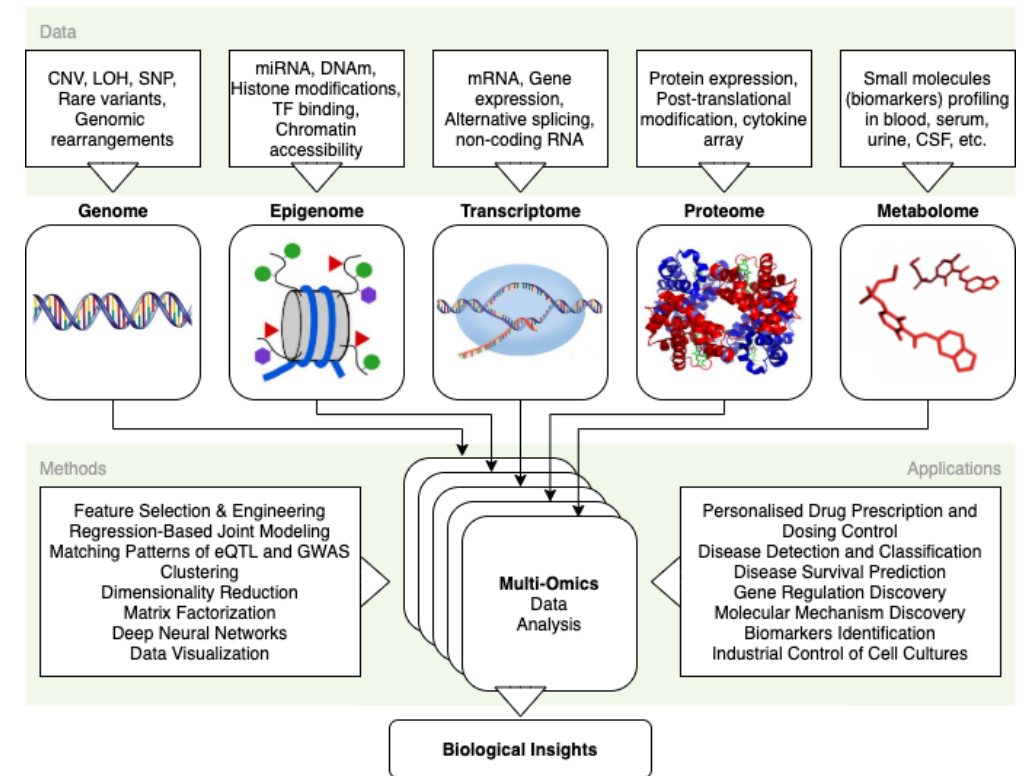 Data
CNV, LOH, SNP,
Rare variants,
Genomic
rearrangements
miRNA, DNAm,
Histone modifications,
TF binding,
Chromatin
accessibility
mRNA, Gene
expression,
Alternative splicing,
non-coding RNA
Protein expression,
Post-translational
modification, cytokine
array
Small molecules
(biomarkers) profiling
in blood, serum,
urine, CSF, etc.
Genome
Epigenome
Transcriptome
Proteome
Metabolome
Methods
Feature Selection & Engineering
Regression-Based Joint Modeling
Matching Patterns of eQTL and GWAS
Clustering
Dimensionality Reduction
Matrix Factorization
Deep Neural Networks
Data Visualization
Multi-Omics
Data
Analysis
Applications
Personalised Drug Prescription and
Dosing Control
Disease Detection and Classification
Disease Survival Prediction
Gene Regulation Discovery
Molecular Mechanism Discovery
Biomarkers Identification
Industrial Control of Cell Cultures
Biological Insights